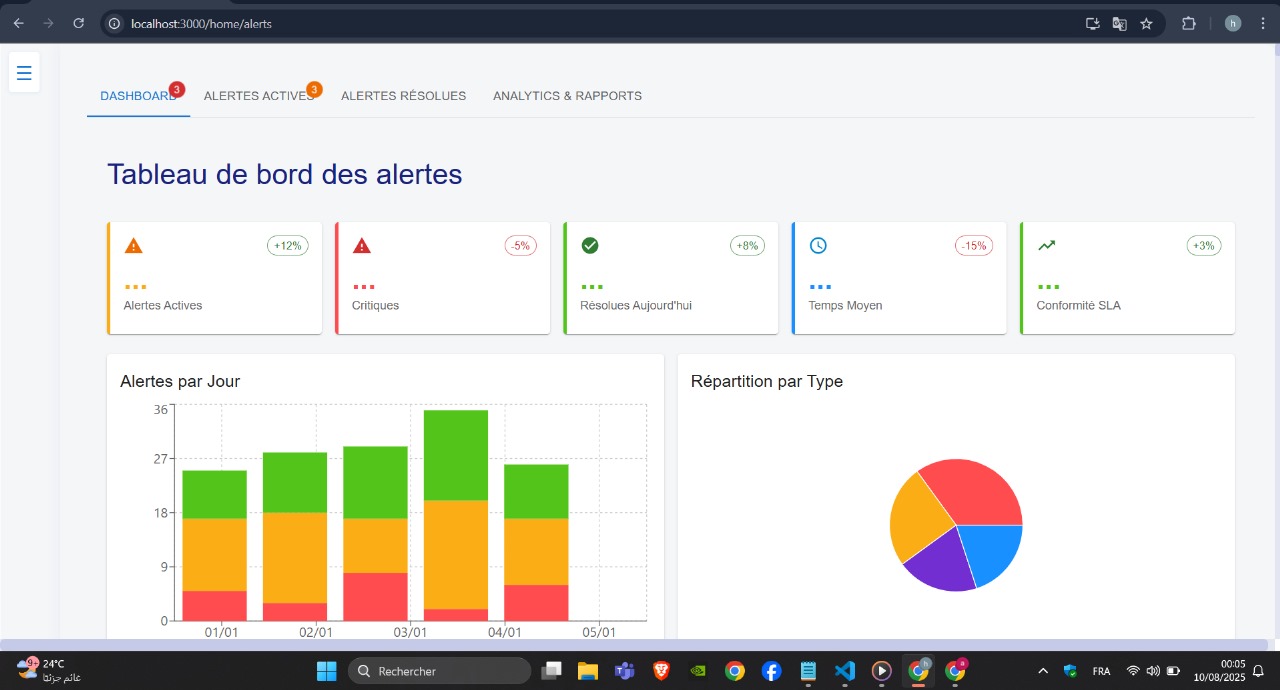 localhost:3000/home/alerts
h
DASHBOARD 3
ALERTES ACTIVES 3
ALERTES RÉSOLUES
ANALYTICS & RAPPORTS
Tableau de bord des alertes
+12%
...
Alertes Actives
-5%
...
Critiques
+8%
...
Résolues Aujourd'hui
-15%
...
Temps Moyen
+3%
...
Conformité SLA
Alertes par Jour
36
27
18
9
0
01/01 02/01 03/01 04/01 05/01
Répartition par Type
9+
24°C
غائم جزئيًا
Rechercher
FRA
00:05
10/08/2025